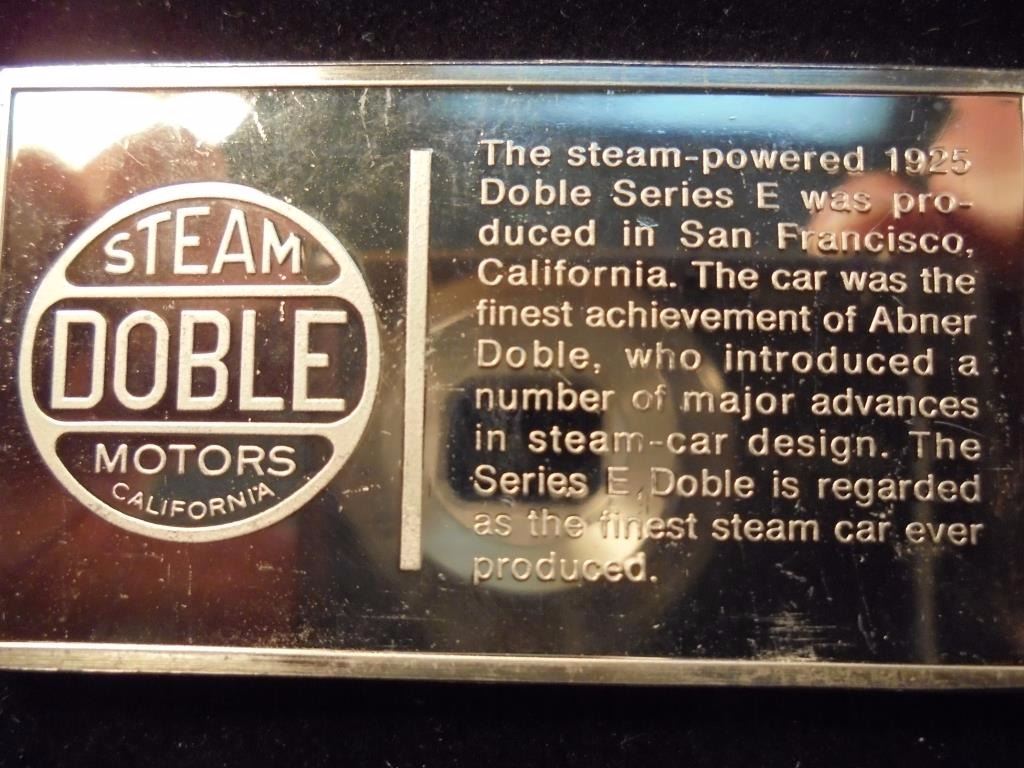 STEAM
DOBLE
MOTORS
CALIFORNIA
The steam-powered 1925
Doble Series E was pro-
duced in San Francisco,
California. The car was the
finest achievement of Abner
Doble, who introduced a
number of major advances
in steam-car design. The
Series E Doble is regarded
as the finest steam car ever
produced.